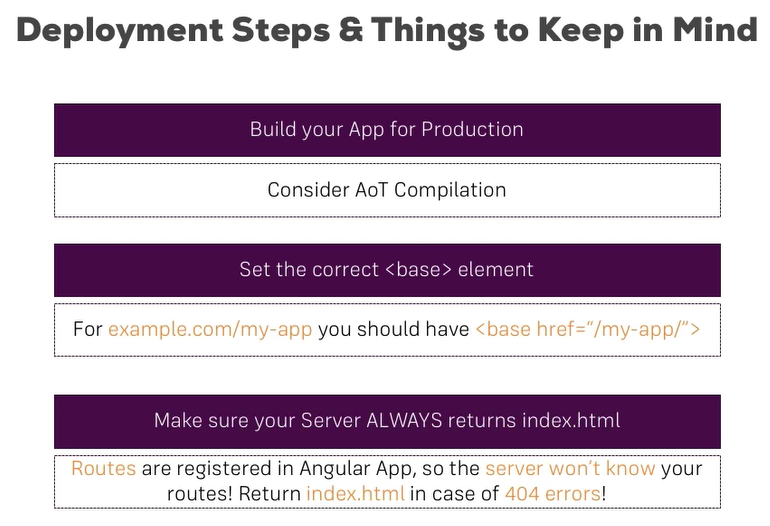 Deployment Steps & Things to Keep in Mind
Build your App for Production
Consider AoT Compilation
Set the correct <base> element
For example.com/my-app you should have <base href=”/my-app/”>
Make sure your Server ALWAYS returns index.html
Routes are registered in Angular App, so the server won’t know your
routes! Return index.html in case of 404 errors!